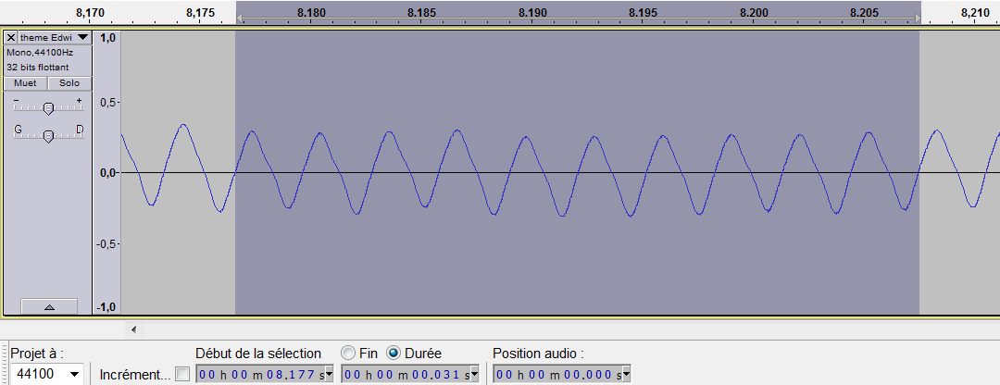 8,170 8,175 8.180 8.185 8.190 8.195 8.200 8.205 8,210
X theme Edwi
Mono,44100Hz
32 bits flottant
Muet Solo
- +
G D
1,0
0,5
0,0
-0,5
-1,0
Projet à :
44100
Incrément...
Début de la sélection
00 h 00 m 08.177 s
Fin Durée
00 h 00 m 00.031 s
Position audio :
00 h 00 m 00.000 s